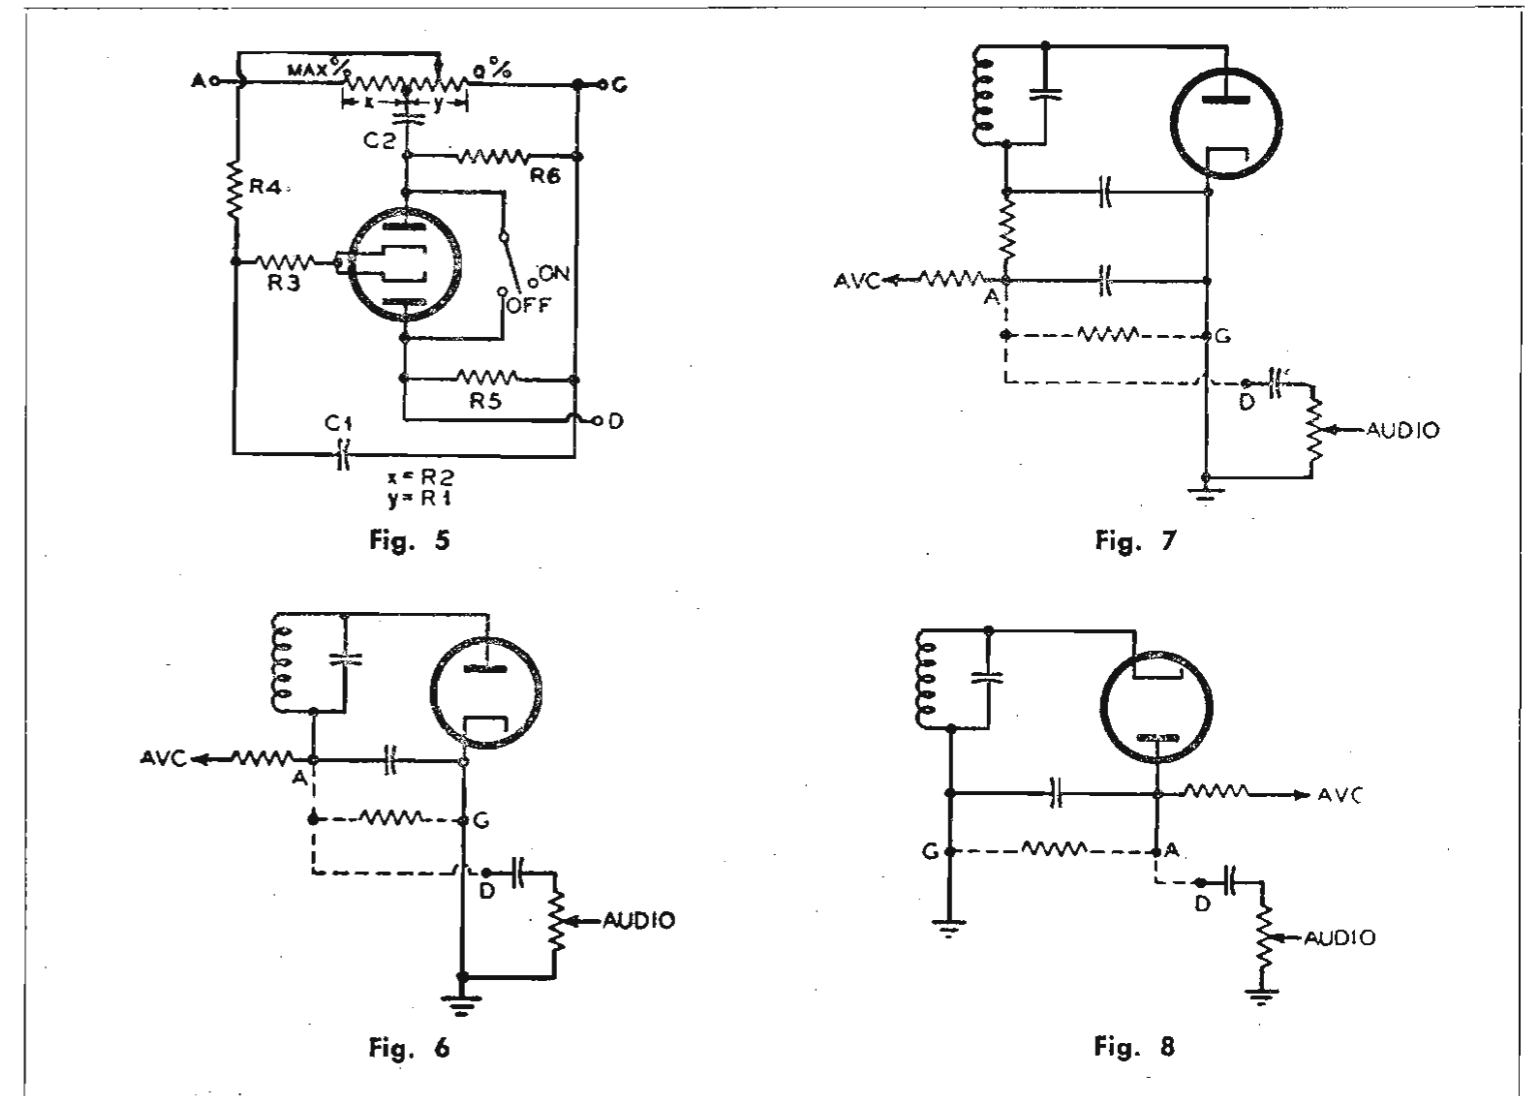 MAX%
0%
A
G
x
y
C2
R6
R4
R3
ON
OFF
R5
D
C1
x = R2
y = R1
Fig. 5
AVC
A
G
D
AUDIO
Fig. 7
AVC
A
G
D
AUDIO
Fig. 6
AVC
G
A
D
AUDIO
Fig. 8